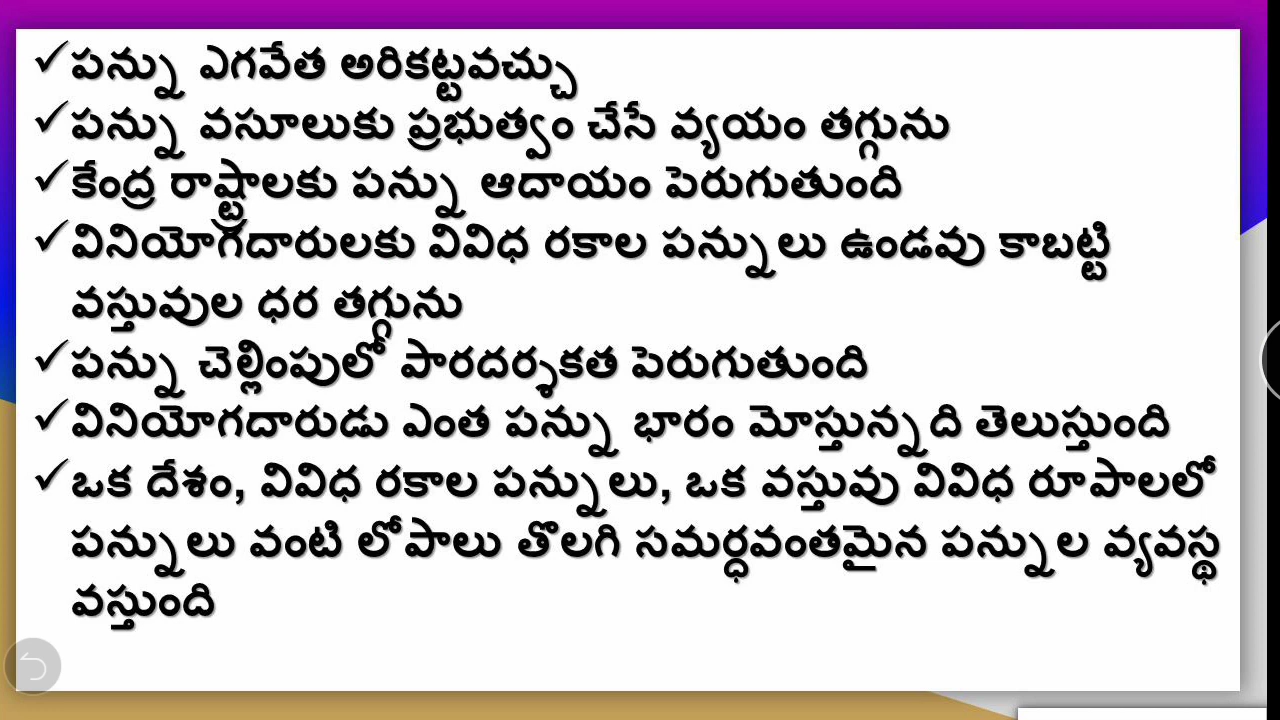 ✓పన్ను ఎగవేత అరికట్టవచ్చు
✓పన్ను వసూలుకు ప్రభుత్వం చేసే వ్యయం తగ్గును
✓కేంద్ర రాష్ట్రాలకు పన్ను ఆదాయం పెరుగుతుంది
✓వినియోగదారులకు వివిధ రకాల పన్నులు ఉండవు కాబట్టి
వస్తువుల ధర తగ్గును
✓పన్ను చెల్లింపులో పారదర్శకత పెరుగుతుంది
✓వినియోగదారుడు ఎంత పన్ను భారం మోస్తున్నది తెలుస్తుంది
✓ఒక దేశం, వివిధ రకాల పన్నులు, ఒక వస్తువు వివిధ రూపాలలో
పన్నులు వంటి లోపాలు తొలగి సమర్ధవంతమైన పన్నుల వ్యవస్థ
వస్తుంది